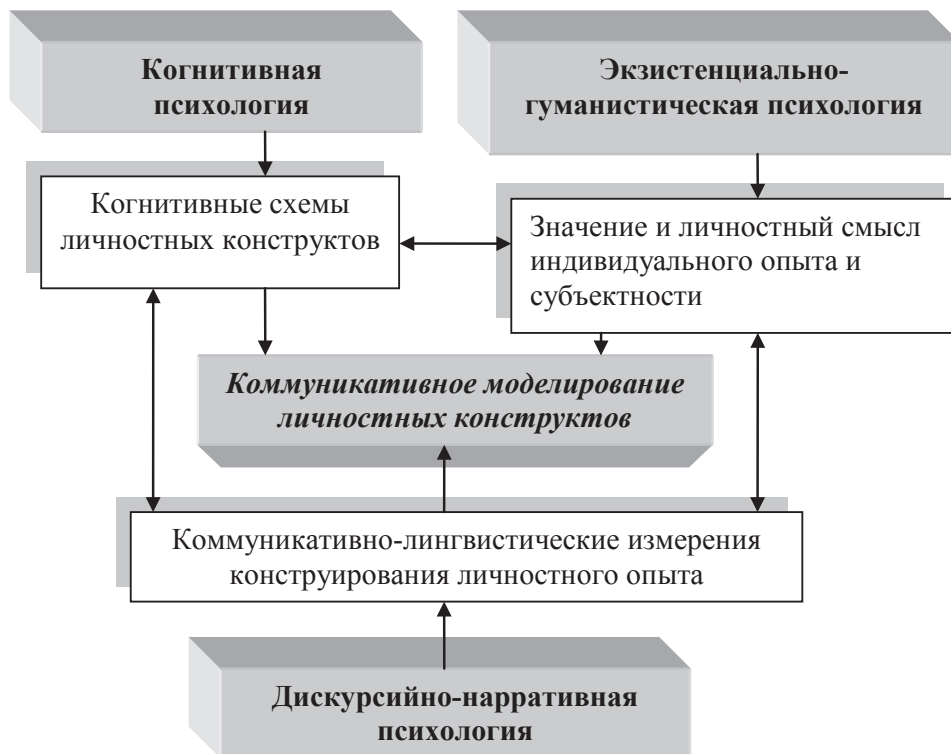 Когнитивная
психология
Экзистенциально-
гуманистическая психология
Когнитивные схемы
личностных конструктов
Значение и личностный смысл
индивидуального опыта и
субъектности
Коммуникативное моделирование
личностных конструктов
Коммуникативно-лингвистические измерения
конструирования личностного опыта
Дискурсийно-нарративная
психология